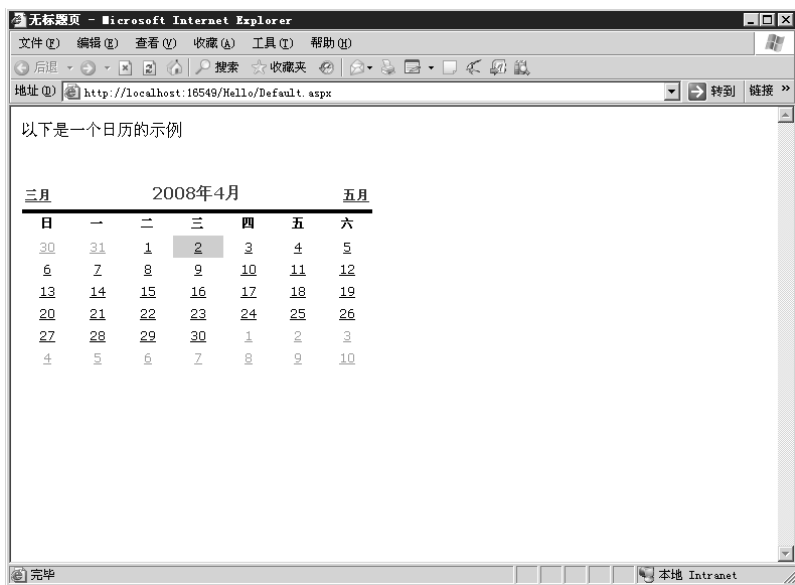 无标题页 - Microsoft Internet Explorer
文件(F) 编辑(E) 查看(V) 收藏(A) 工具(T) 帮助(H)
后退 搜索 收藏夹
地址(D) http://localhost:16549/Hello/Default.aspx 转到 链接 »
以下是一个日历的示例
三月 2008年4月 五月
日 一 二 三 四 五 六
30 31 1 2 3 4 5
6 7 8 9 10 11 12
13 14 15 16 17 18 19
20 21 22 23 24 25 26
27 28 29 30 1 2 3
4 5 6 7 8 9 10
完毕 本地 Intranet